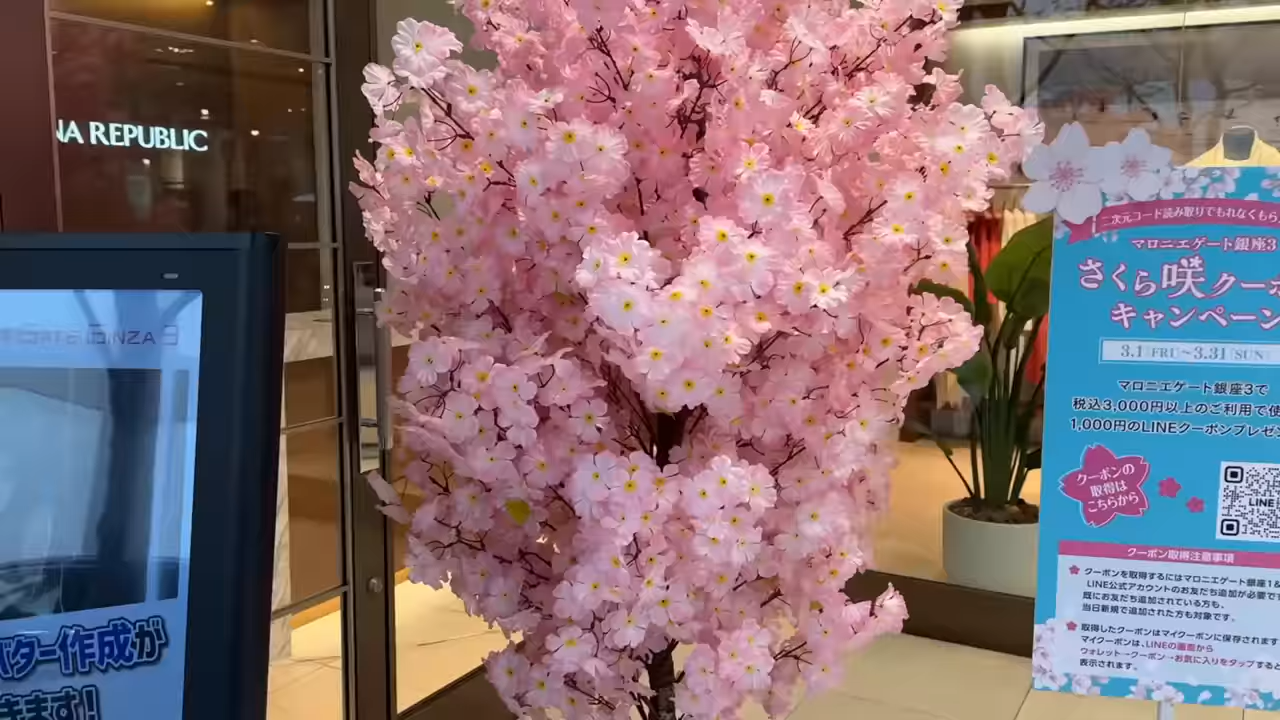 NA REPUBLIC
GATE GINZA 3
バター作成が
きます!
二次元コード読み取りでもれなくもら
マロニエゲート銀座3
さくら咲クーポ
キャンペーン
3.1 FRI ~ 3.31 SUN
マロニエゲート銀座3で
税込3,000円以上のご利用で使
1,000円のLINEクーポンプレゼン
クーポンの
取得は
こちらから
LINE
クーポン取得注意事項
クーポンを取得するにはマロニエゲート銀座1&
LINE公式アカウントのお友だち追加が必要です
既にお友だち追加されている方も、
当日新規で追加された方も対象です。
取得したクーポンはマイクーポンに保存されます
マイクーポンは、LINEの画面から
ウォレット→クーポン→お気に入りをタップすると
表示されます。